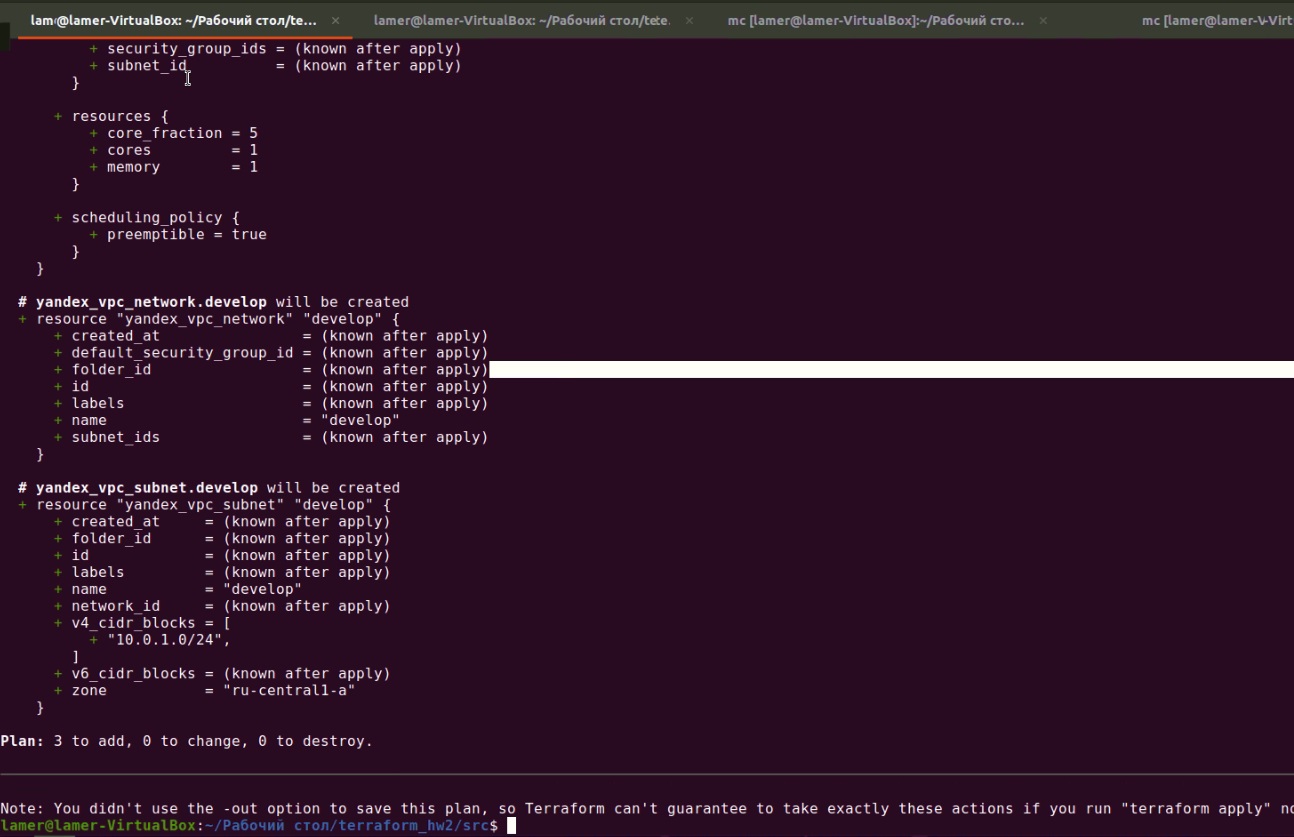 lam@lamer-VirtualBox: ~/Рабочий стол/te... × lamer@lamer-VirtualBox: ~/Рабочий стол/te × mc [lamer@lamer-VirtualBox]:~/Рабочий сто... × mc [lamer@lamer-Virt
+ security_group_ids = (known after apply)
+ subnet_id = (known after apply)
}
+ resources {
+ core_fraction = 5
+ cores = 1
+ memory = 1
}
+ scheduling_policy {
+ preemptible = true
}
}
# yandex_vpc_network.develop will be created
+ resource "yandex_vpc_network" "develop" {
+ created_at = (known after apply)
+ default_security_group_id = (known after apply)
+ folder_id = (known after apply)
+ id = (known after apply)
+ labels = (known after apply)
+ name = "develop"
+ subnet_ids = (known after apply)
}
# yandex_vpc_subnet.develop will be created
+ resource "yandex_vpc_subnet" "develop" {
+ created_at = (known after apply)
+ folder_id = (known after apply)
+ id = (known after apply)
+ labels = (known after apply)
+ name = "develop"
+ network_id = (known after apply)
+ v4_cidr_blocks = [
+ "10.0.1.0/24",
]
+ v6_cidr_blocks = (known after apply)
+ zone = "ru-central1-a"
}
Plan: 3 to add, 0 to change, 0 to destroy.
Note: You didn't use the -out option to save this plan, so Terraform can't guarantee to take exactly these actions if you run "terraform apply" no
lamer@lamer-VirtualBox:~/Рабочий стол/terraform_hw2/src$